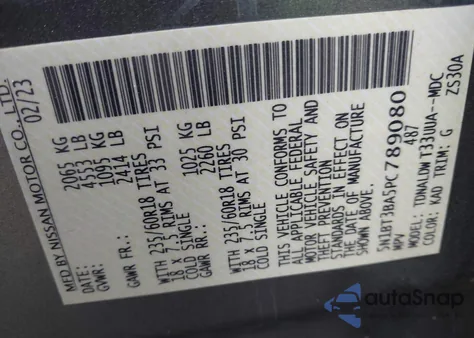 MFD BY NISSAN MOTOR CO., LTD.
02/23
GVWR: 2065 KG
4553 LB
GAWR FR.: 1095 KG
2414 LB
WITH 235/60R18 TIRES
18 X 7.5 RIMS AT 33 PSI
COLD SINGLE
GAWR RR.: 1025 KG
2260 LB
WITH 235/60R18 TIRES
18 X 7.5 RIMS AT 30 PSI
COLD SINGLE
THIS VEHICLE CONFORMS TO
ALL APPLICABLE FEDERAL
MOTOR VEHICLE SAFETY AND
THEFT PREVENTION
STANDARDS IN EFFECT ON
THE DATE OF MANUFACTURE
SHOWN ABOVE
5N1BT3BA5PC789080
MPV 487
MODEL: TDWALDW T33UUA--MDC
COLOR: KAD TRIM: G ZS30A
autoSnap